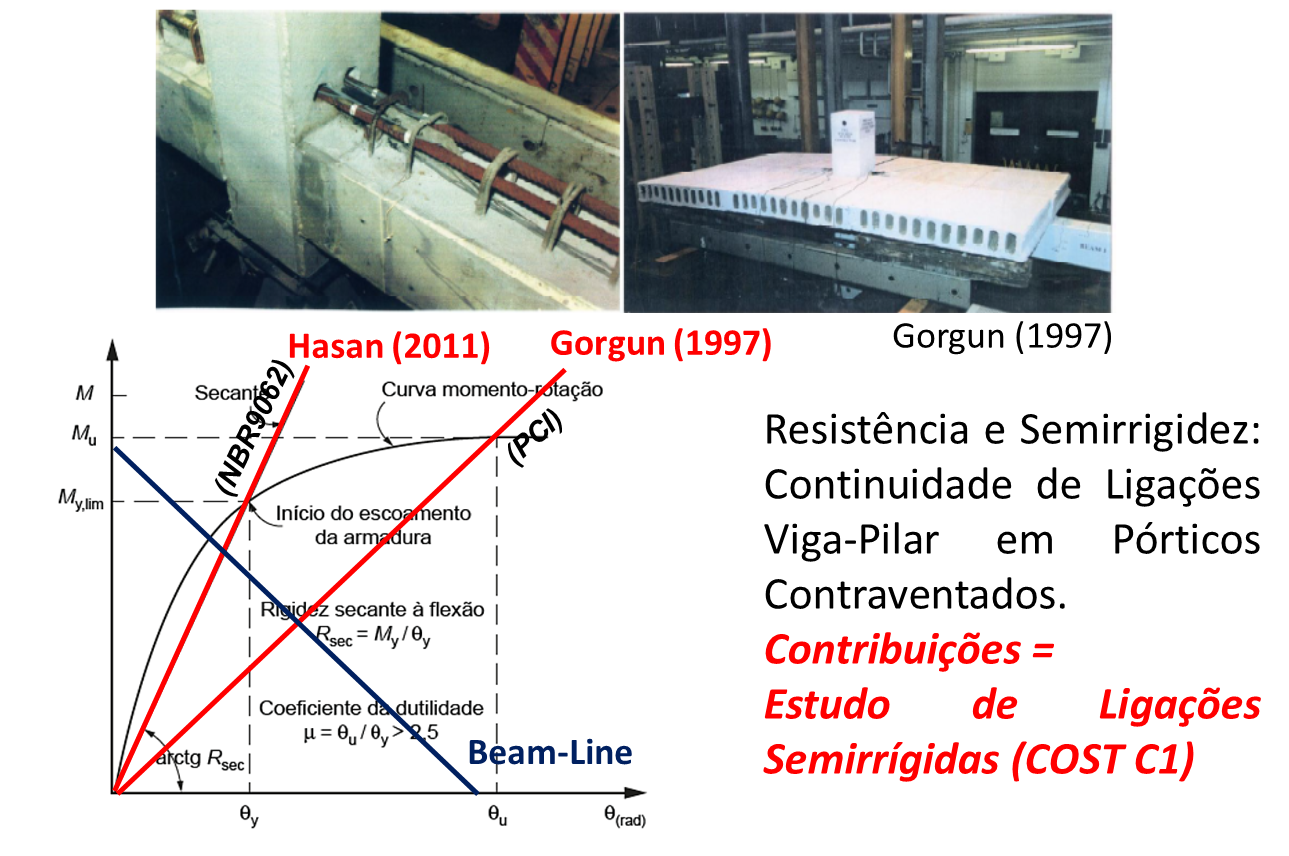 Hasan (2011)
Gorgun (1997)
Gorgun (1997)
Secante
(NBR9062)
Curva momento-rotação
M
Mu
(PCI)
My,lim
Início do escoamento
da armadura
Rigidez secante à flexão
Rsec = My / θy
Coeficiente da dutilidade
μ = θu / θy > 2.5
arctg Rsec
Beam-Line
θy
θu
θ(rad)
Resistência e Semirrigidez:
Continuidade de Ligações
Viga-Pilar em Pórticos
Contraventados.
Contribuições =
Estudo de Ligações
Semirrígidas (COST C1)